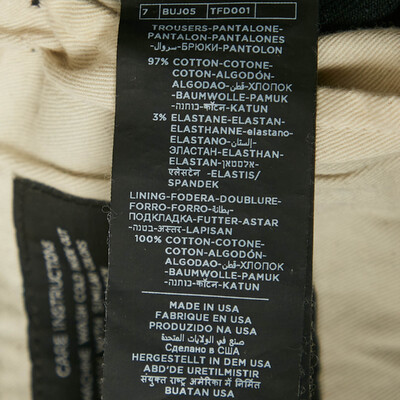 7 BUJ05 TFD001
TROUSERS-PANTALONE-
PANTALON-PANTALONES
-سروال-БРЮКИ-PANTOLON
97% COTTON-COTONE-
COTON-ALGODÓN-
ALGODAO-قطن-ХЛОПОК
-BAUMWOLLE-PAMUK
-כותנה-कॉटन-KATUN
3% ELASTANE-ELASTAN-
ELASTHANNE-elastano-
ELASTANO-إلستان-
ЭЛАСТАН-ELASTHAN-
ELASTAN-אלסטאן-
एलेस्टेन -ELASTIS/
SPANDEK
LINING-FODERA-DOUBLURE-
FORRO-FORRO-بطانة-
ПОДКЛАДКА-FUTTER-ASTAR
-בטנה-अस्तर-LAPISAN
100% COTTON-COTONE-
COTON-ALGODÓN-
ALGODAO-قطن-ХЛОПОК
-BAUMWOLLE-PAMUK
-כותנה-कॉटन-KATUN
MADE IN USA
FABRIQUE EN USA
PRODUZIDO NA USA
صنع في الولايات المتحدة
Сделано в США
HERGESTELLT IN DEM USA
ABD'DE URETILMISTIR
संयुक्त राष्ट्र अमेरिका में निर्मित
BUATAN USA
CARE INSTRUCTION